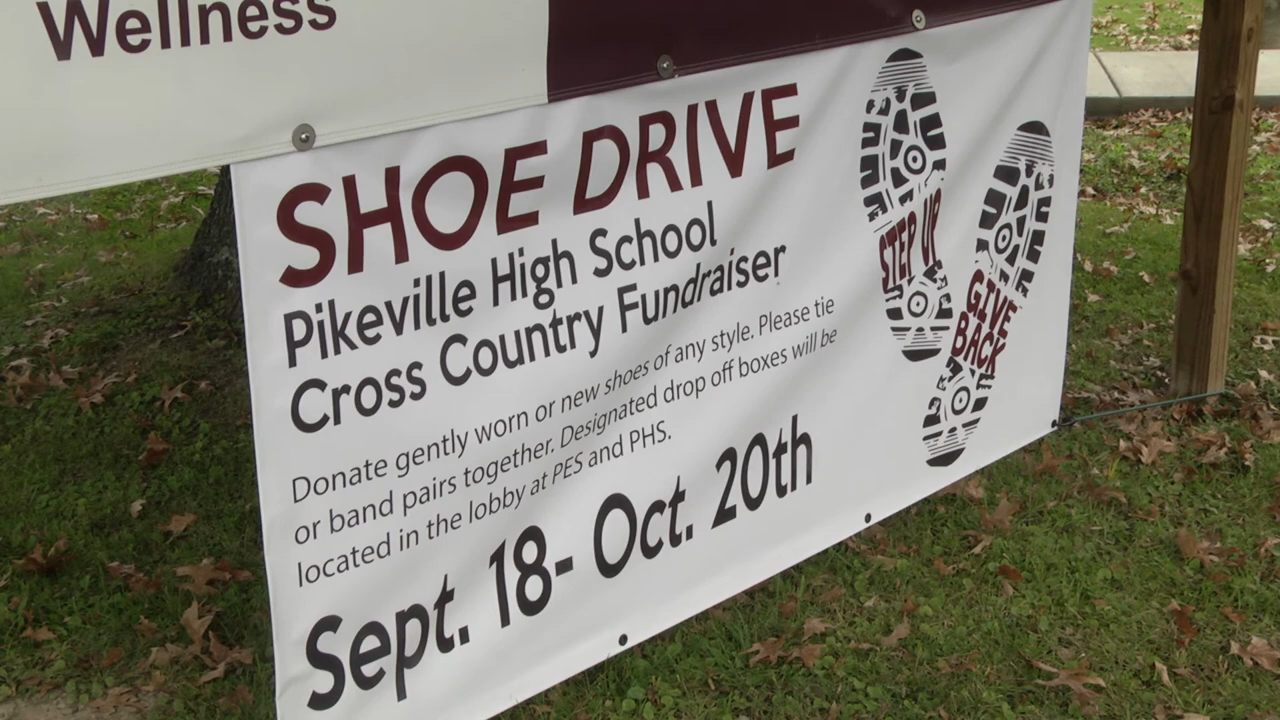 Wellness
SHOE DRIVE
Pikeville High School
Cross Country Fundraiser
Donate gently worn or new shoes of any style. Please tie
or band pairs together. Designated drop off boxes will be
located in the lobby at PES and PHS.
Sept. 18- Oct. 20th
STEP UP
GIVE
BACK